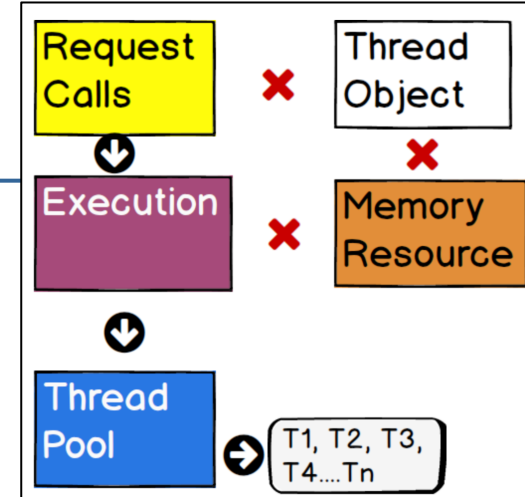 Request
Calls
Thread
Object
Execution
Memory
Resource
Thread
Pool
T1, T2, T3,
T4....Tn